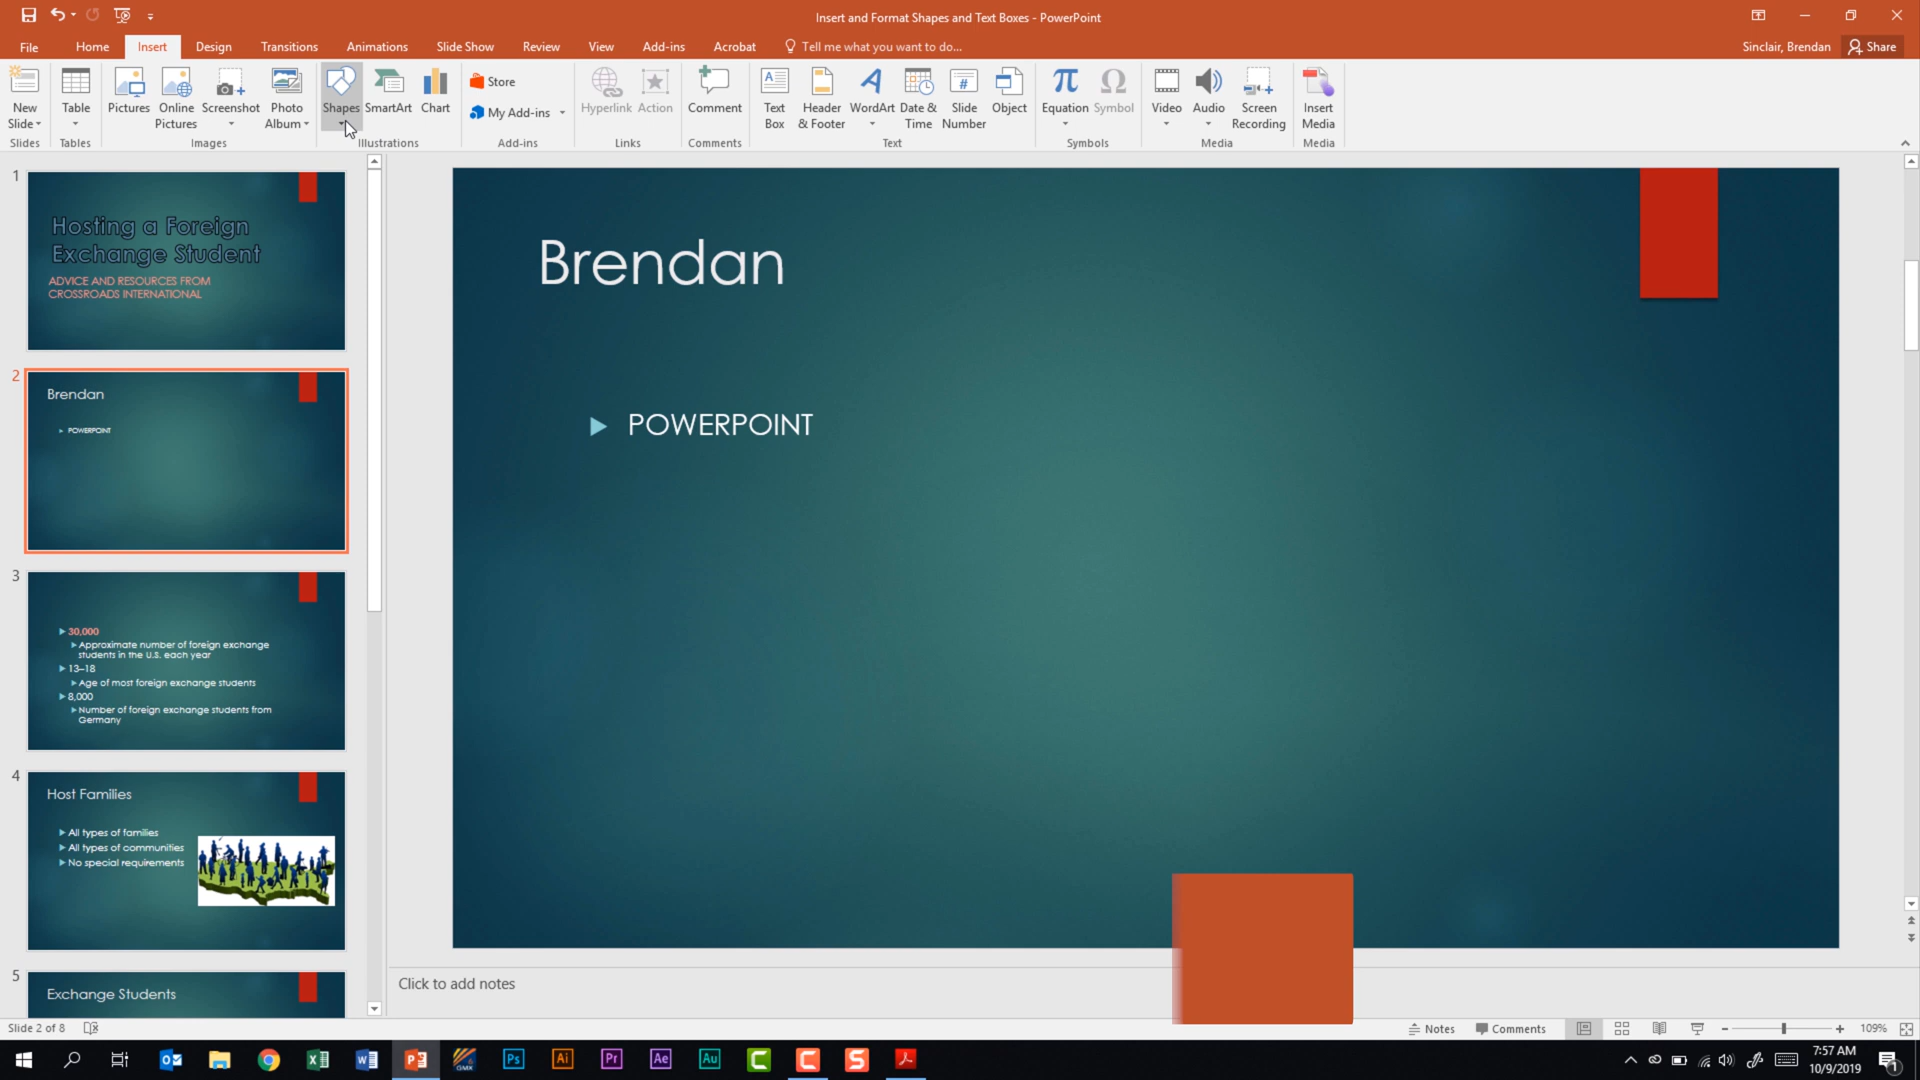 Insert and Format Shapes and Text Boxes - PowerPoint
File Home Insert Design Transitions Animations Slide Show Review View Add-ins Acrobat Tell me what you want to do... Sinclair, Brendan Share
New Slide
Table
Pictures
Online Pictures
Screenshot
Photo Album
Shapes
SmartArt
Chart
Store
My Add-ins
Hyperlink
Action
Comment
Text Box
Header & Footer
WordArt
Date & Time
Slide Number
Object
Equation
Symbol
Video
Audio
Screen Recording
Insert Media
Slides Tables Images Illustrations Add-ins Links Comments Text Symbols Media Media
1
Hosting a Foreign
Exchange Student
ADVICE AND RESOURCES FROM
CROSSROADS INTERNATIONAL
2
Brendan
POWERPOINT
3
30,000
Approximate number of foreign exchange
students in the U.S. each year
13–18
Age of most foreign exchange students
8,000
Number of foreign exchange students from
Germany
4
Host Families
All types of families
All types of communities
No special requirements
5
Exchange Students
Brendan
POWERPOINT
Click to add notes
Slide 2 of 8 Notes Comments 109%
7:57 AM
10/9/2019